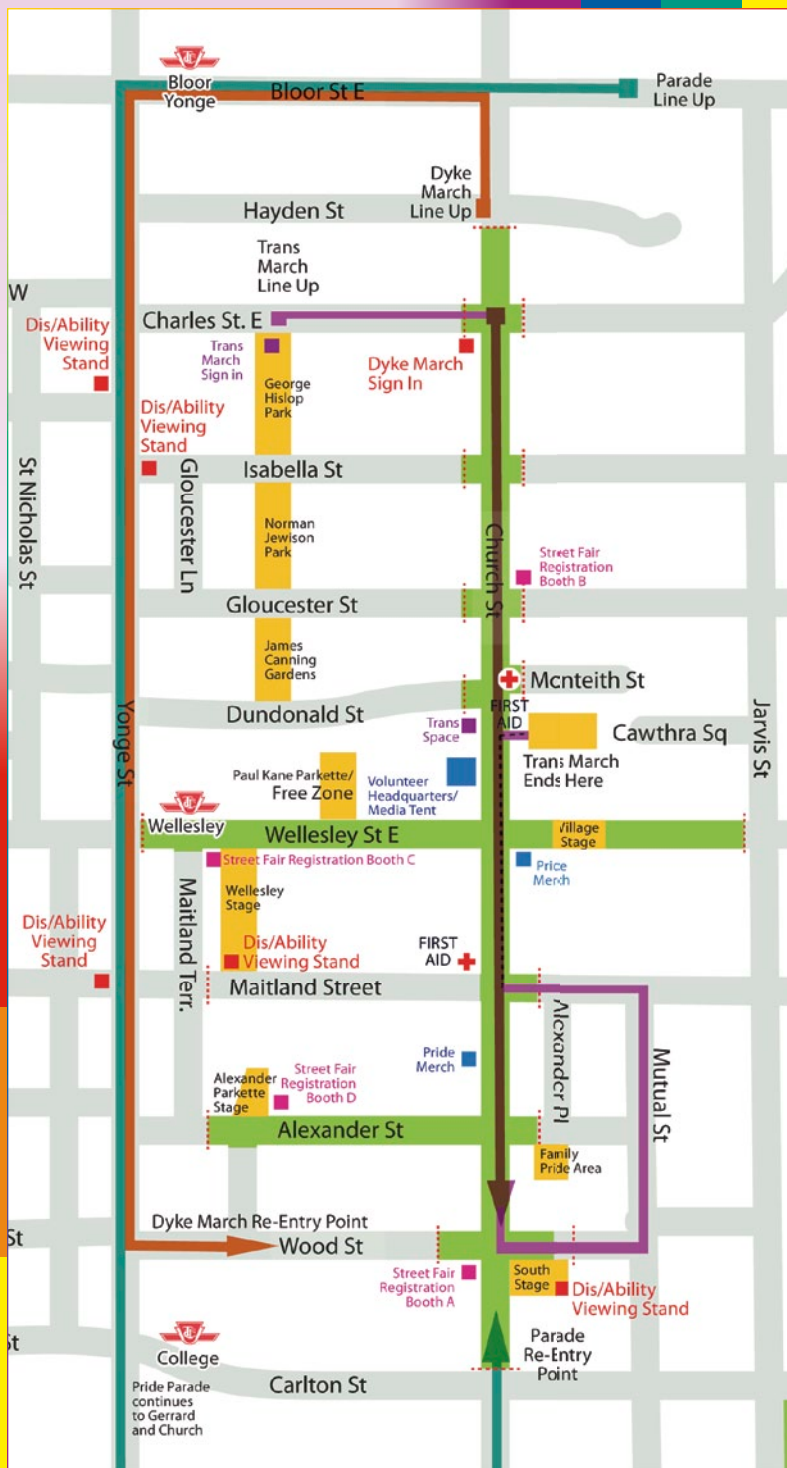 Bloor
Yonge
Bloor St E
Parade
Line Up
Dyke
March
Line Up
Hayden St
Trans
March
Line Up
W
Charles St. E
Dis/Ability
Viewing
Stand
Trans
March
Sign in
Dyke March
Sign In
George
Hislop
Park
Dis/Ability
Viewing
Stand
St Nicholas St
Gloucester Ln
Isabella St
Norman
Jewison
Park
Church St
Street Fair
Registration
Booth B
Gloucester St
James
Canning
Gardens
Mcnteith St
Yonge St
Dundonald St
Jarvis St
FIRST
AID
Trans
Space
Cawthra Sq
Trans March
Ends Here
Paul Kane Parkette/
Free Zone
Volunteer
Headquarters/
Media Tent
Wellesley
Wellesley St E
Village
Stage
Street Fair Registration Booth C
Price
Merch
Wellesley
Stage
Maitland Terr.
Dis/Ability
Viewing
Stand
Dis/Ability
Viewing Stand
FIRST
AID
Maitland Street
Alexander Pl
Mutual St
Pride
Merch
Alexander
Parkette
Stage
Street Fair
Registration
Booth D
Alexander St
Family
Pride Area
Dyke March Re-Entry Point
St
Wood St
Street Fair
Registration
Booth A
South
Stage
Dis/Ability
Viewing Stand
St
College
Parade
Re-Entry
Point
Carlton St
Pride Parade
continues
to Gerrard
and Church